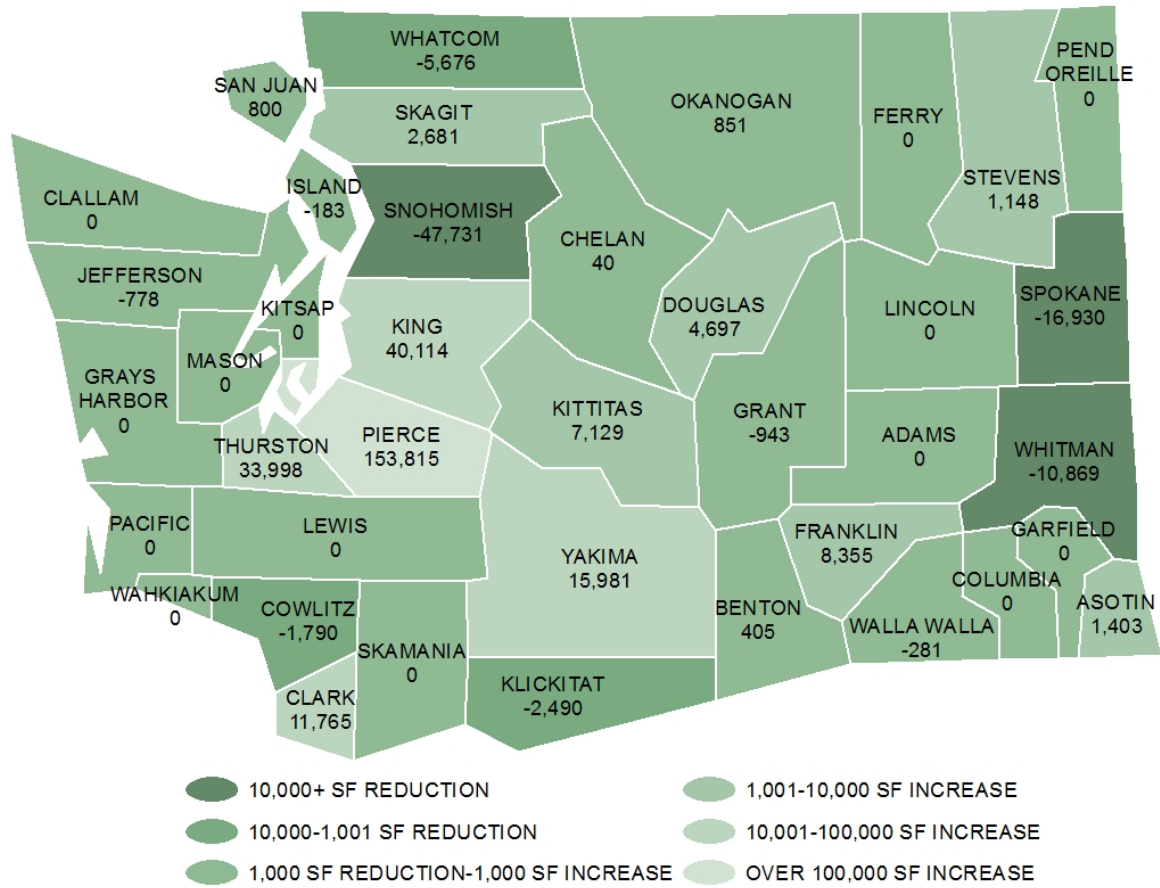 WHATCOM
-5,676
SAN JUAN
800
SKAGIT
2,681
OKANOGAN
851
FERRY
0
PEND
OREILLE
0
STEVENS
1,148
CLALLAM
0
ISLAND
-183
SNOHOMISH
-47,731
CHELAN
40
JEFFERSON
-778
KITSAP
0
KING
40,114
DOUGLAS
4,697
LINCOLN
0
SPOKANE
-16,930
MASON
0
GRAYS
HARBOR
0
THURSTON
33,998
PIERCE
153,815
KITTITAS
7,129
GRANT
-943
ADAMS
0
WHITMAN
-10,869
PACIFIC
0
LEWIS
0
YAKIMA
15,981
FRANKLIN
8,355
GARFIELD
0
COLUMBIA
0
ASOTIN
1,403
WAHKIAKUM
0
COWLITZ
-1,790
SKAMANIA
0
BENTON
405
WALLA WALLA
-281
CLARK
11,765
KLICKITAT
-2,490
10,000+ SF REDUCTION
10,000-1,001 SF REDUCTION
1,000 SF REDUCTION-1,000 SF INCREASE
1,001-10,000 SF INCREASE
10,001-100,000 SF INCREASE
OVER 100,000 SF INCREASE